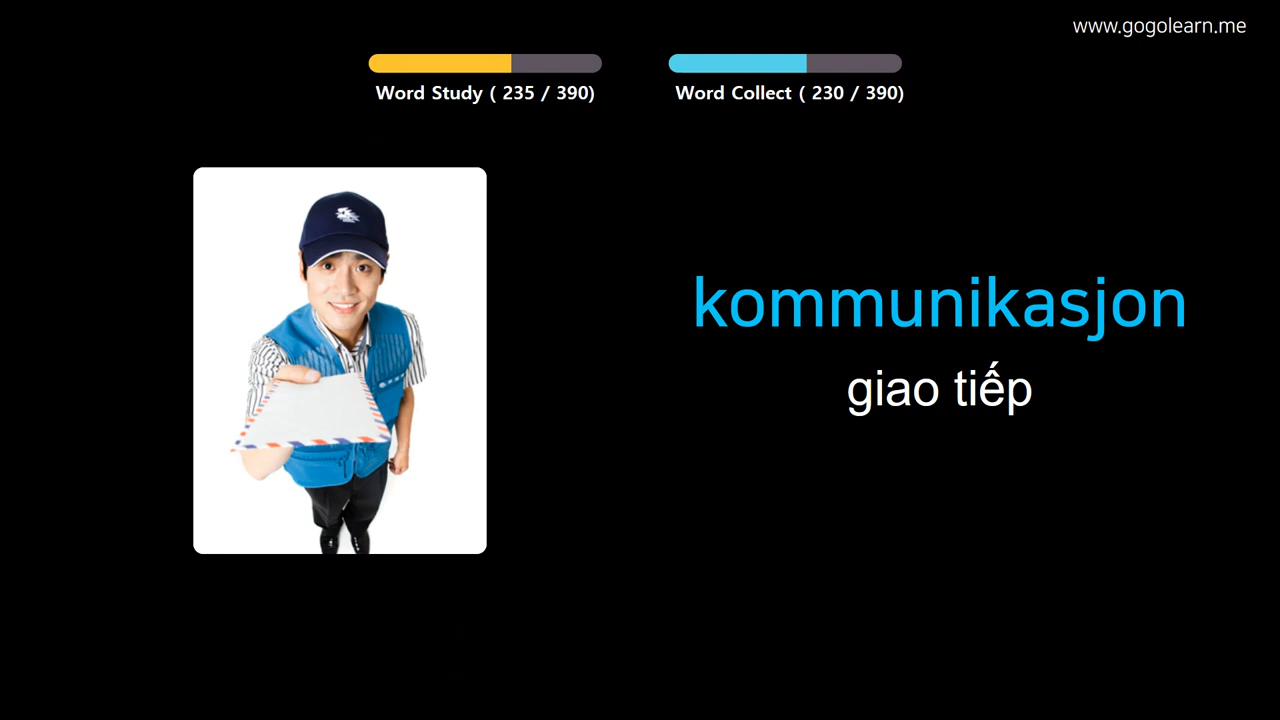 www.gogolearn.me
Word Study ( 235 / 390)
Word Collect ( 230 / 390)
kommunikasjon
giao tiếp